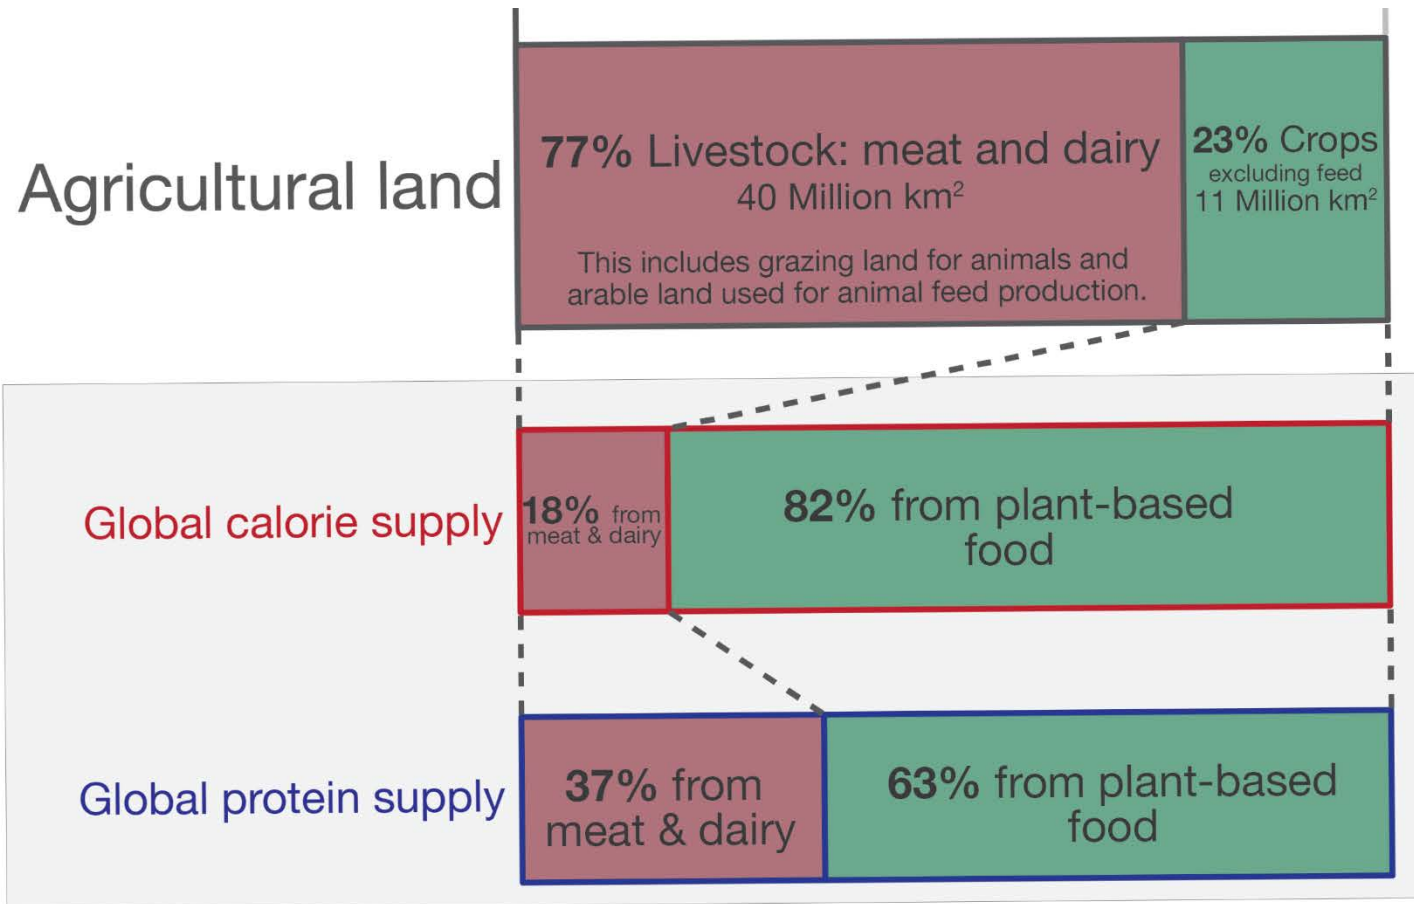 Agricultural land
77% Livestock: meat and dairy
40 Million km²
This includes grazing land for animals and
arable land used for animal feed production.
23% Crops
excluding feed
11 Million km²
Global calorie supply
18% from
meat & dairy
82% from plant-based
food
Global protein supply
37% from
meat & dairy
63% from plant-based
food